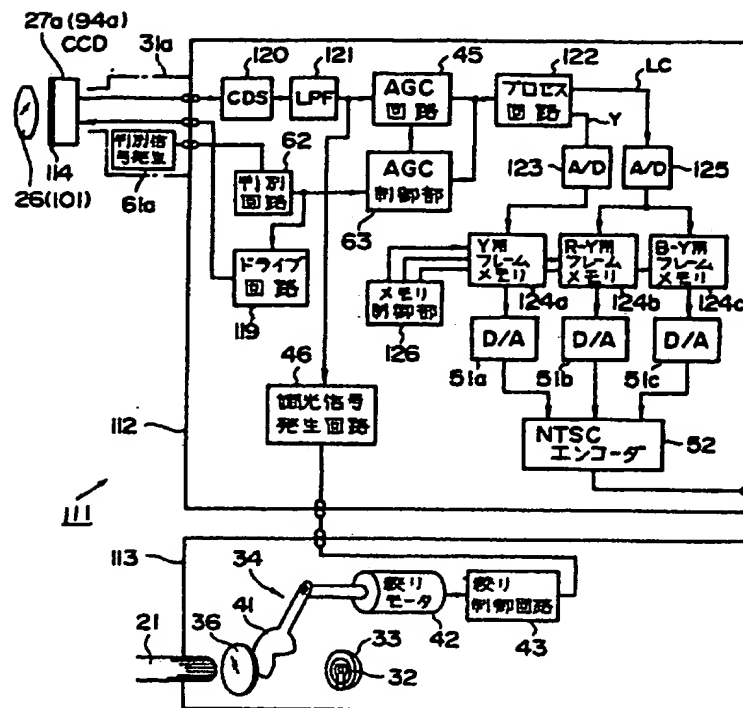 27a(94a)
CCD
31a
120
121
45
122
LC
CDS
LPF
AGC
回路
プロセス
回路
Y
判別信
号発生
62
判別
回路
AGC
制御部
123
A/D
A/D
125
114
26(101)
61a
63
ドライブ
回路
119
メモリ
制御部
126
Y用
フレーム
メモリ
124a
R-Y用
フレーム
メモリ
124b
B-Y用
フレーム
メモリ
124c
D/A
51a
D/A
51b
D/A
51c
46
調光信号
発生回路
NTSC
エンコーダ
52
112
111
113
34
絞り
モータ
42
絞り
制御回路
43
21
36
41
33
32